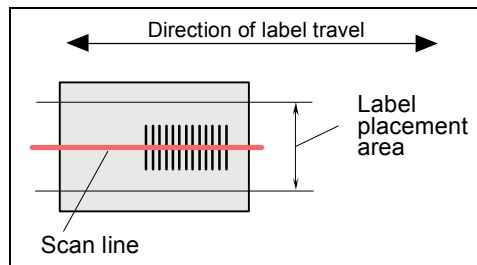 Direction of label travel
Label
placement
area
Scan line